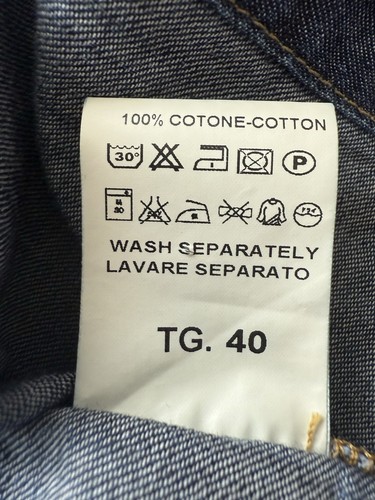 100% COTONE-COTTON
30° P
WASH SEPARATELY
LAVARE SEPARATO
TG. 40